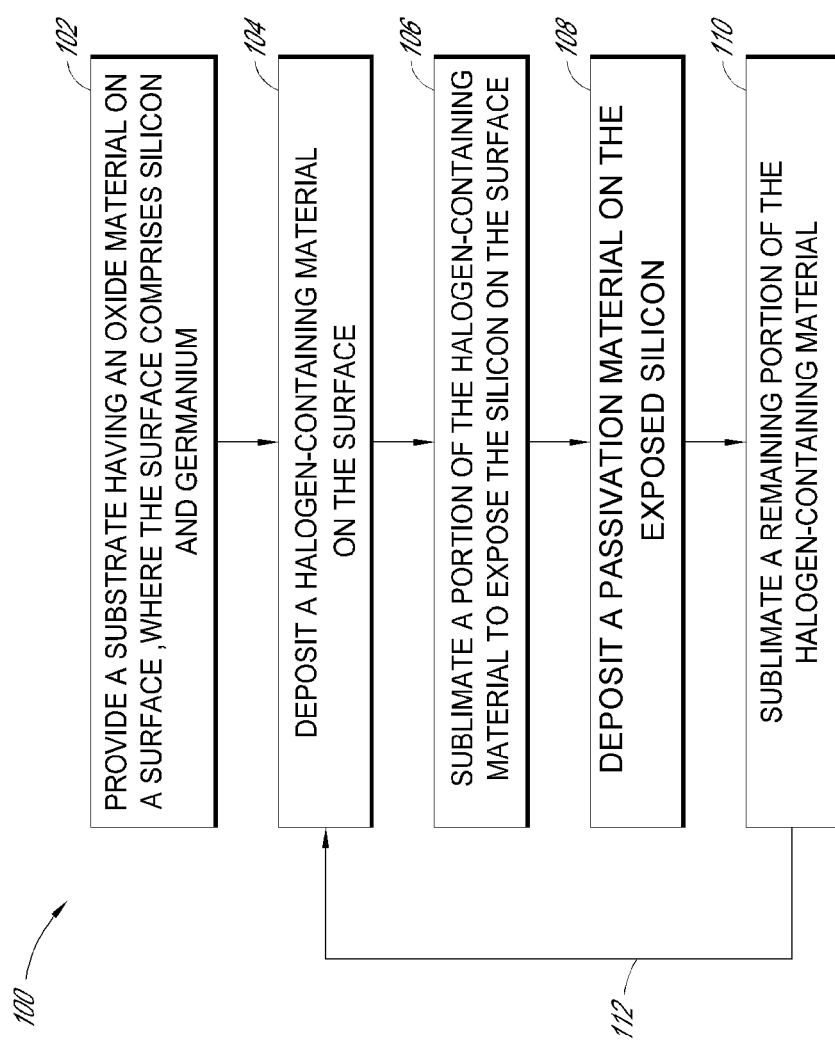 100
102
PROVIDE A SUBSTRATE HAVING AN OXIDE MATERIAL ON
A SURFACE ,WHERE THE SURFACE COMPRISES SILICON
AND GERMANIUM
104
DEPOSIT A HALOGEN-CONTAINING MATERIAL
ON THE SURFACE
106
SUBLIMATE A PORTION OF THE HALOGEN-CONTAINING
MATERIAL TO EXPOSE THE SILICON ON THE SURFACE
108
DEPOSIT A PASSIVATION MATERIAL ON THE
EXPOSED SILICON
110
SUBLIMATE A REMAINING PORTION OF THE
HALOGEN-CONTAINING MATERIAL
112